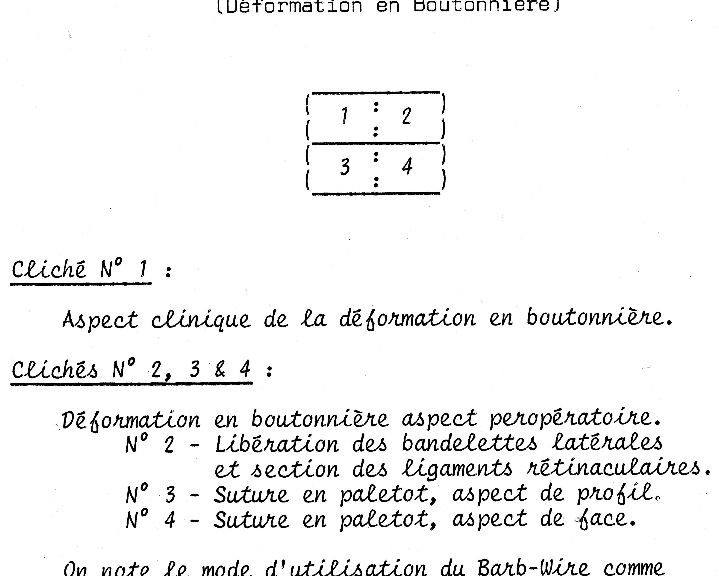 (Déformation en Boutonnière)
1 : 2
:
3 : 4
:
Cliché N° 1 :
Aspect clinique de la déformation en boutonnière.
Clichés N° 2, 3 & 4 :
Déformation en boutonnière aspect peropératoire.
N° 2 - Libération des bandelettes latérales
et section des ligaments rétinaculaires.
N° 3 - Suture en paletot, aspect de profil.
N° 4 - Suture en paletot, aspect de face.
On note le mode d'utilisation du Barb-Wire comme